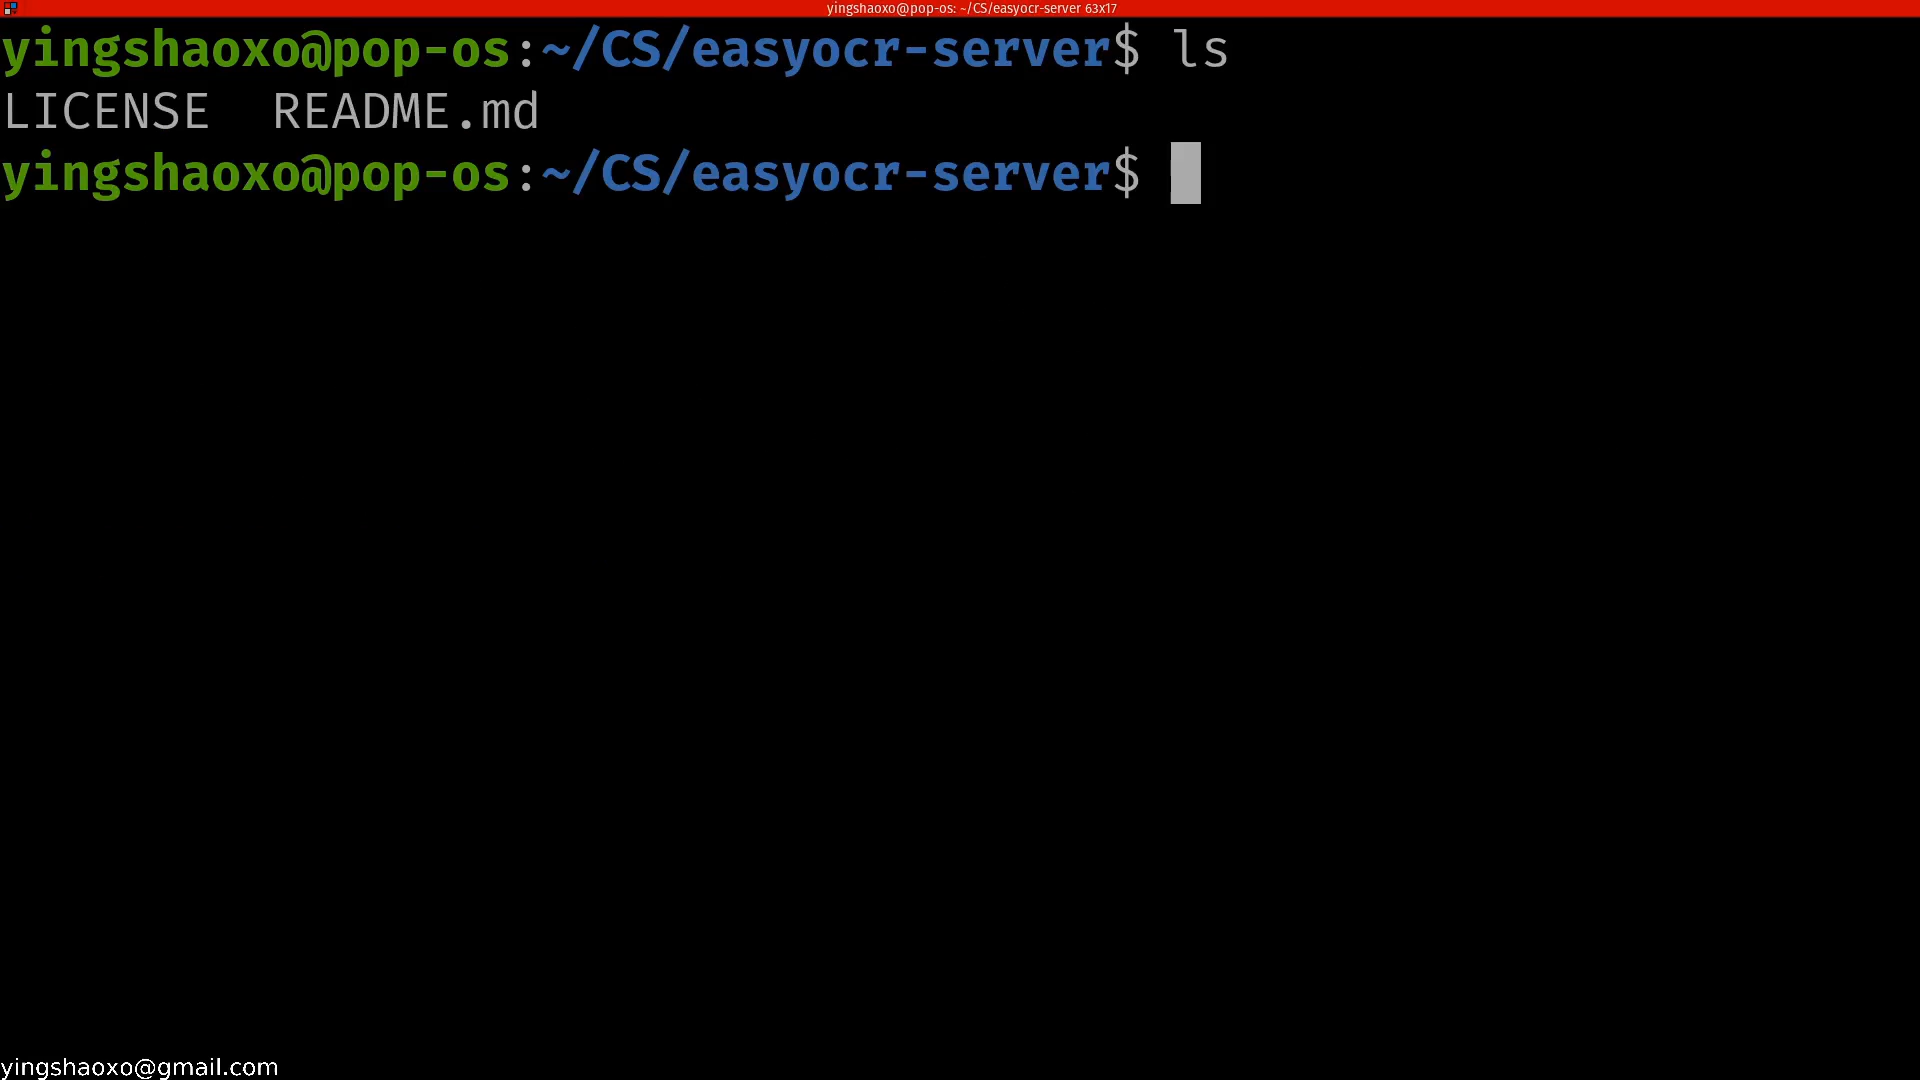 yingshaoxo@pop-os: ~/CS/easyocr-server 63x17
yingshaoxo@pop-os:~/CS/easyocr-server$ ls
LICENSE  README.md
yingshaoxo@pop-os:~/CS/easyocr-server$
yingshaoxo@gmail.com